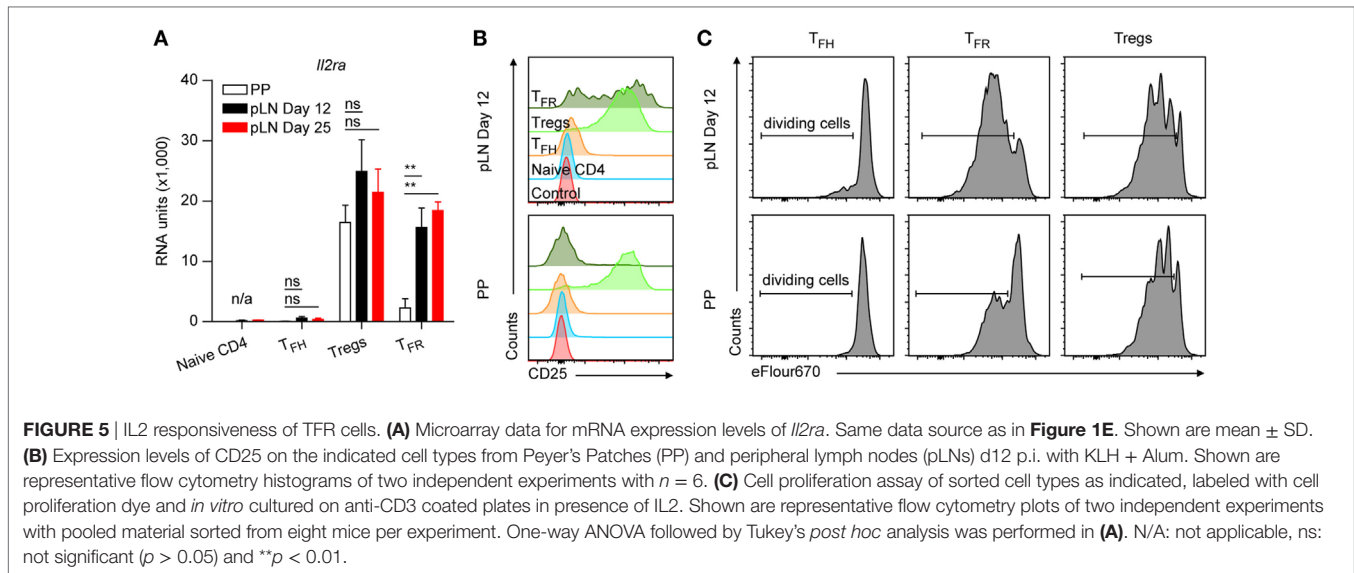 A
Il2ra
40
30
20
10
0
RNA units (x1,000)
PP
pLN Day 12
pLN Day 25
n/a
ns
ns
ns
ns
**
**
Naive CD4
TFH
Tregs
TFR
B
pLN Day 12
TFR
Tregs
TFH
Naive CD4
Control
PP
Counts
CD25
C
TFH
TFR
Tregs
pLN Day 12
dividing cells
PP
dividing cells
Counts
eFlour670
FIGURE 5 | IL2 responsiveness of TFR cells. (A) Microarray data for mRNA expression levels of Il2ra. Same data source as in Figure 1E. Shown are mean ± SD.
(B) Expression levels of CD25 on the indicated cell types from Peyer's Patches (PP) and peripheral lymph nodes (pLNs) d12 p.i. with KLH + Alum. Shown are
representative flow cytometry histograms of two independent experiments with n = 6. (C) Cell proliferation assay of sorted cell types as indicated, labeled with cell
proliferation dye and in vitro cultured on anti-CD3 coated plates in presence of IL2. Shown are representative flow cytometry plots of two independent experiments
with pooled material sorted from eight mice per experiment. One-way ANOVA followed by Tukey's post hoc analysis was performed in (A). N/A: not applicable, ns:
not significant (p > 0.05) and **p < 0.01.